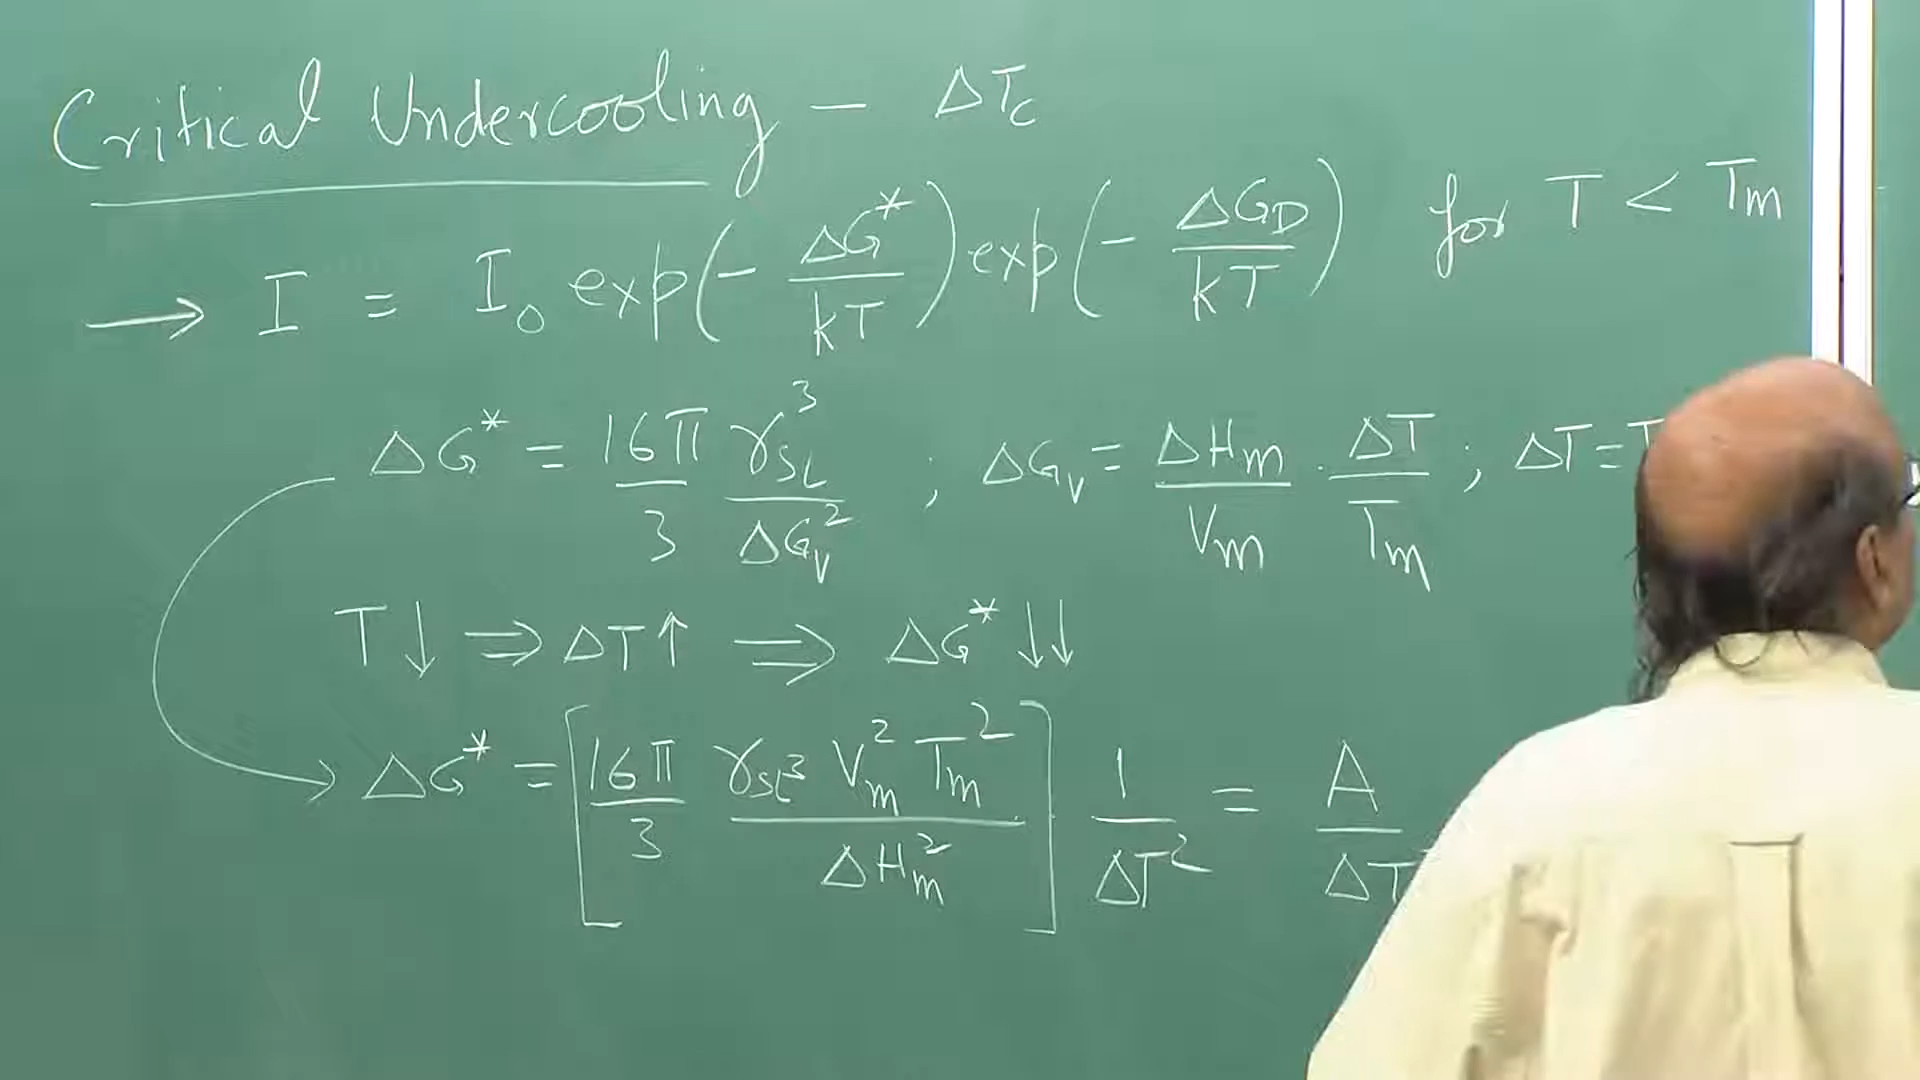 Critical Undercooling – ΔT_c
→ I = I_0 exp(- ΔG*/kT) exp(- ΔG_D/kT) for T < T_m
ΔG* = 16π/3 γ_SL^3/ΔG_v^2 ; ΔG_v = ΔH_m/V_m . ΔT/T_m ; ΔT = T
T↓ ⇒ ΔT↑ ⇒ ΔG* ↓↓
ΔG* = [16π/3 γ_SL^3 V_m^2 T_m^2/ΔH_m^2] 1/ΔT^2 = A/ΔT